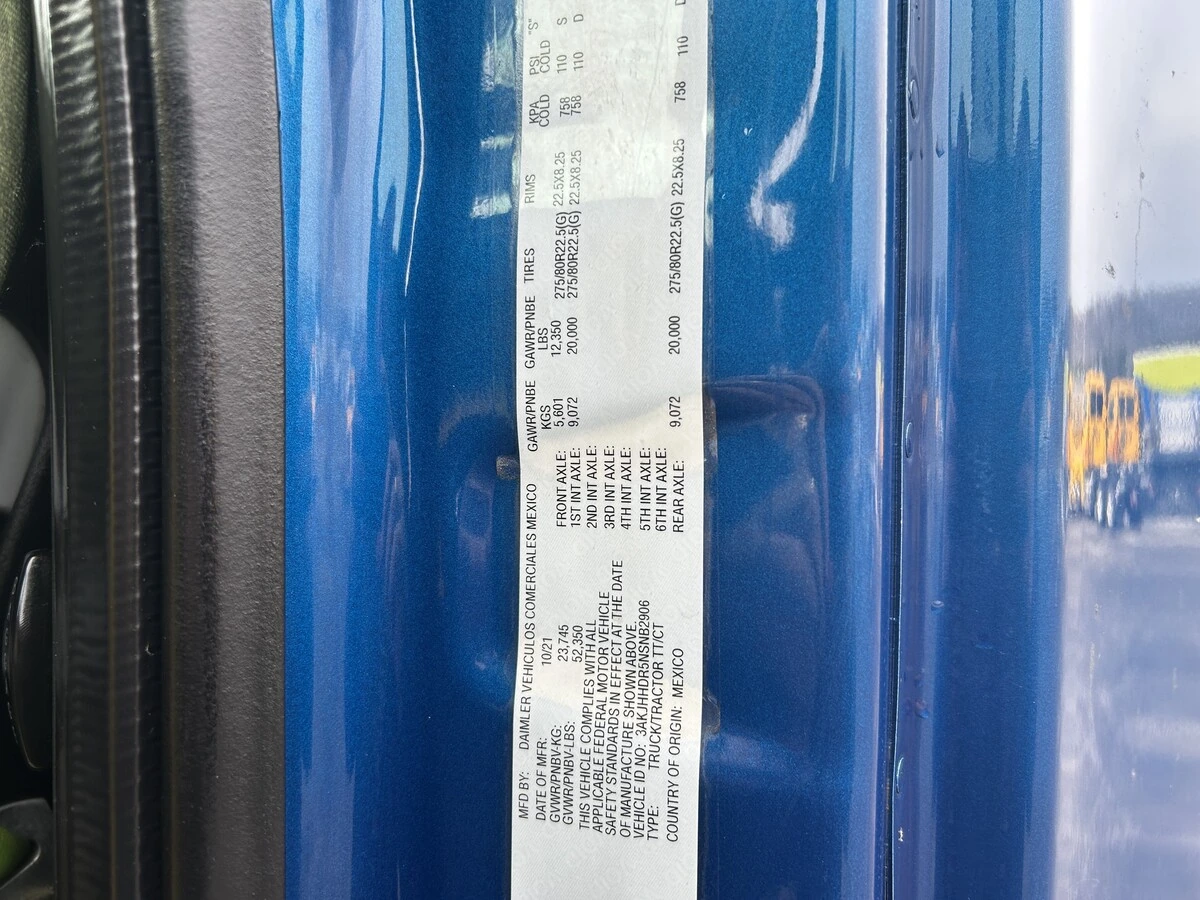 MFD BY: DAIMLER VEHICULOS COMERCIALES MEXICO
DATE OF MFR: 10/21
GVWR/PNBV-KG: 23,745
GVWR/PNBV-LBS: 52,350
THIS VEHICLE COMPLIES WITH ALL
APPLICABLE FEDERAL MOTOR VEHICLE
SAFETY STANDARDS IN EFFECT AT THE DATE
OF MANUFACTURE SHOWN ABOVE.
VEHICLE ID NO: 3AKJHHDR5NSNB2906
TYPE: TRUCK/TRACTOR TT/CT
COUNTRY OF ORIGIN: MEXICO
GAWR/PNBE GAWR/PNBE TIRES RIMS KPA PSI "S"
KGS LBS COLD COLD
FRONT AXLE: 5,601 12,350 275/80R22.5(G) 22.5X8.25 758 110 S
1ST INT AXLE: 9,072 20,000 275/80R22.5(G) 22.5X8.25 758 110 D
2ND INT AXLE:
3RD INT AXLE:
4TH INT AXLE:
5TH INT AXLE:
6TH INT AXLE:
REAR AXLE: 9,072 20,000 275/80R22.5(G) 22.5X8.25 758 110 D